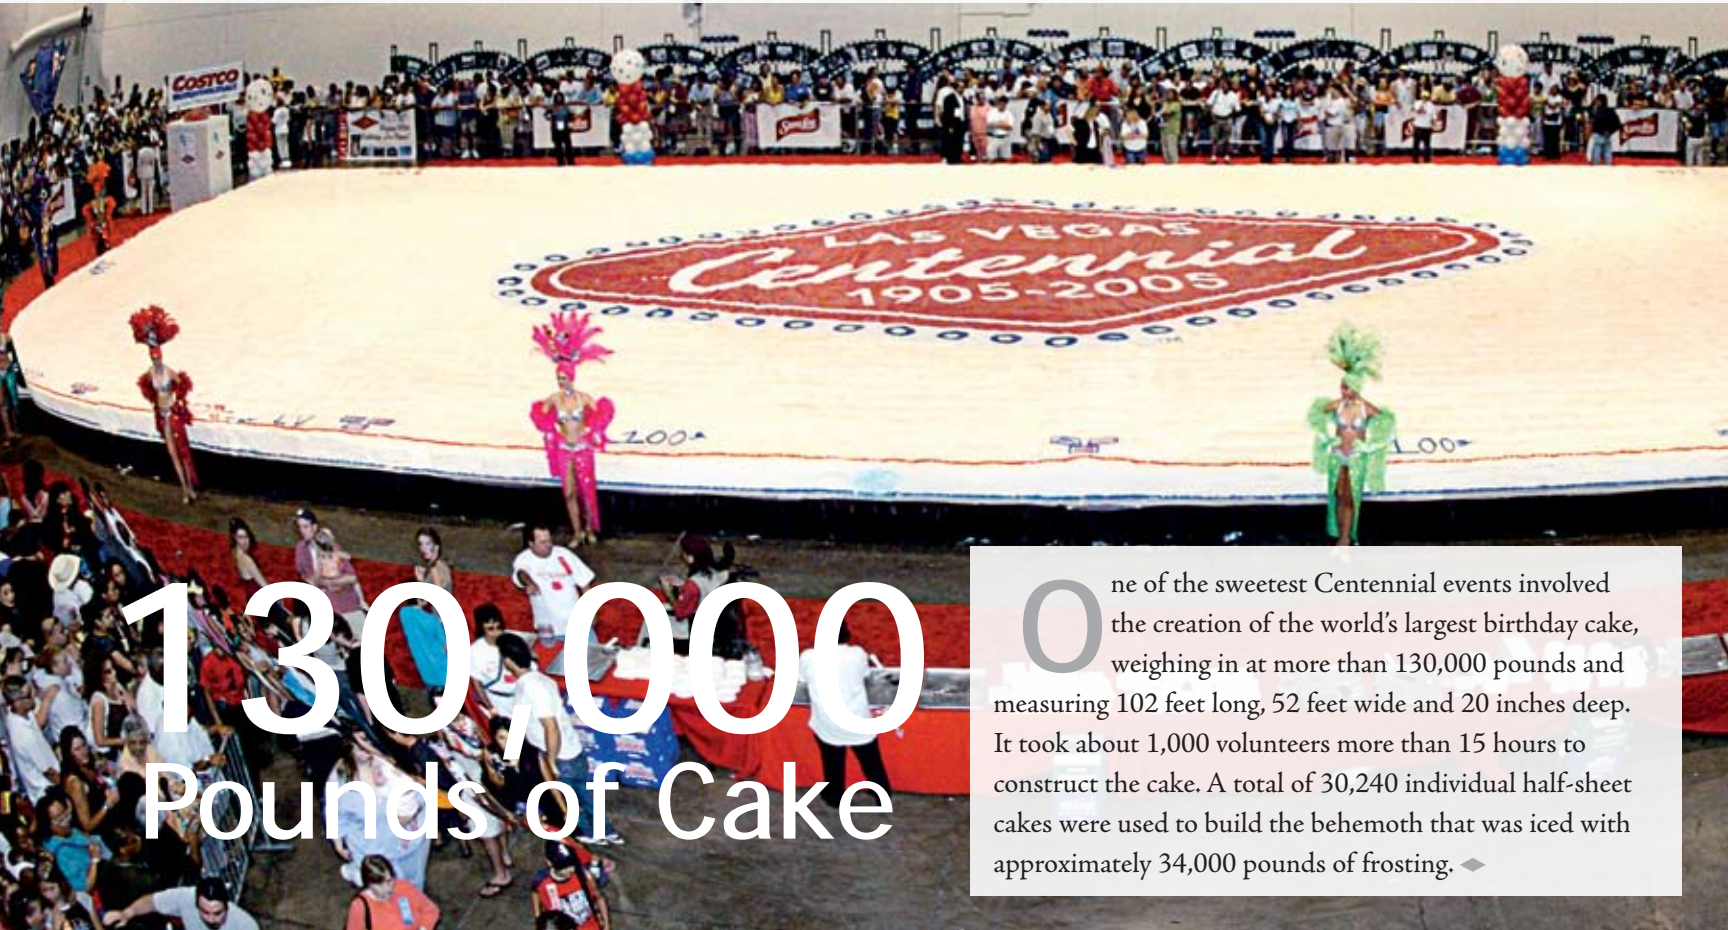 COSTCO
Sara Lee
LAS VEGAS
Centennial
1905-2005
100
130,000
Pounds of Cake
One of the sweetest Centennial events involved
the creation of the world’s largest birthday cake,
weighing in at more than 130,000 pounds and
measuring 102 feet long, 52 feet wide and 20 inches deep.
It took about 1,000 volunteers more than 15 hours to
construct the cake. A total of 30,240 individual half-sheet
cakes were used to build the behemoth that was iced with
approximately 34,000 pounds of frosting.